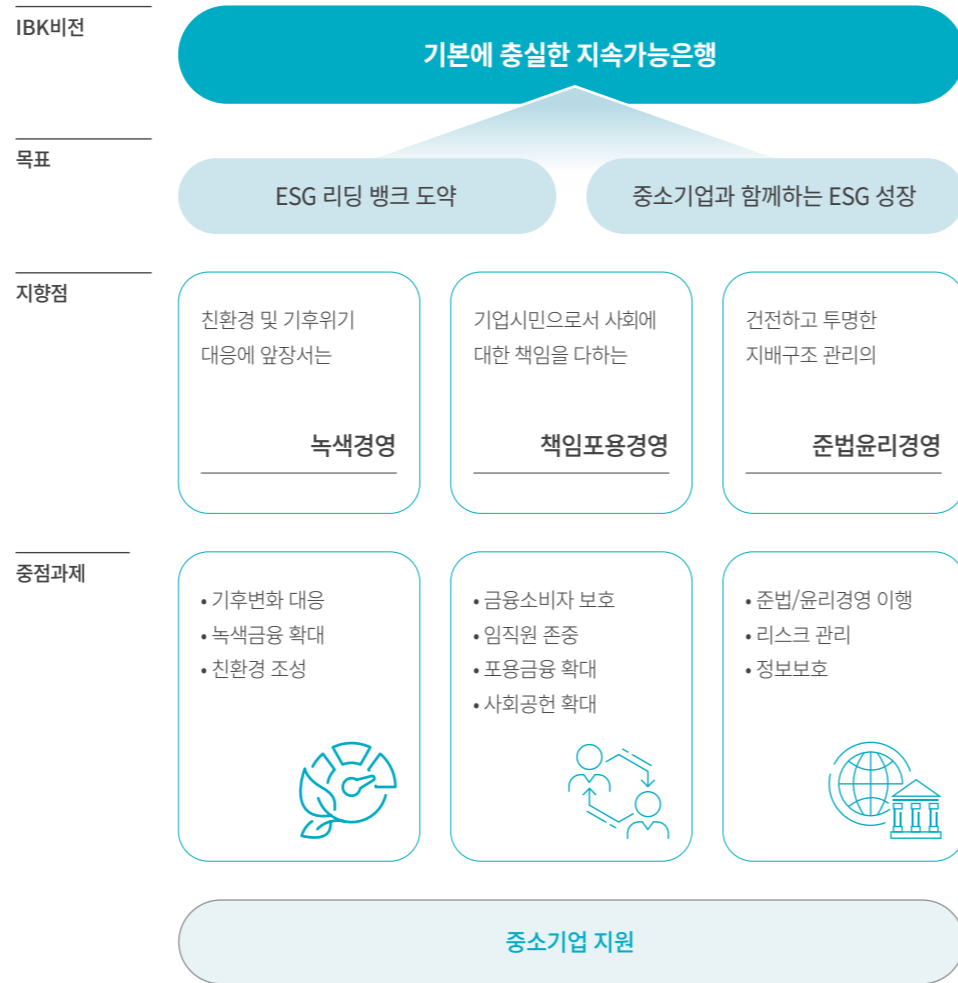 IBK비전
기본에 충실한 지속가능은행
목표
ESG 리딩 뱅크 도약
중소기업과 함께하는 ESG 성장
지향점
친환경 및 기후위기
대응에 앞장서는
녹색경영
기업시민으로서 사회에
대한 책임을 다하는
책임포용경영
건전하고 투명한
지배구조 관리의
준법윤리경영
중점과제
• 기후변화 대응
• 녹색금융 확대
• 친환경 조성
• 금융소비자 보호
• 임직원 존중
• 포용금융 확대
• 사회공헌 확대
• 준법/윤리경영 이행
• 리스크 관리
• 정보보호
중소기업 지원